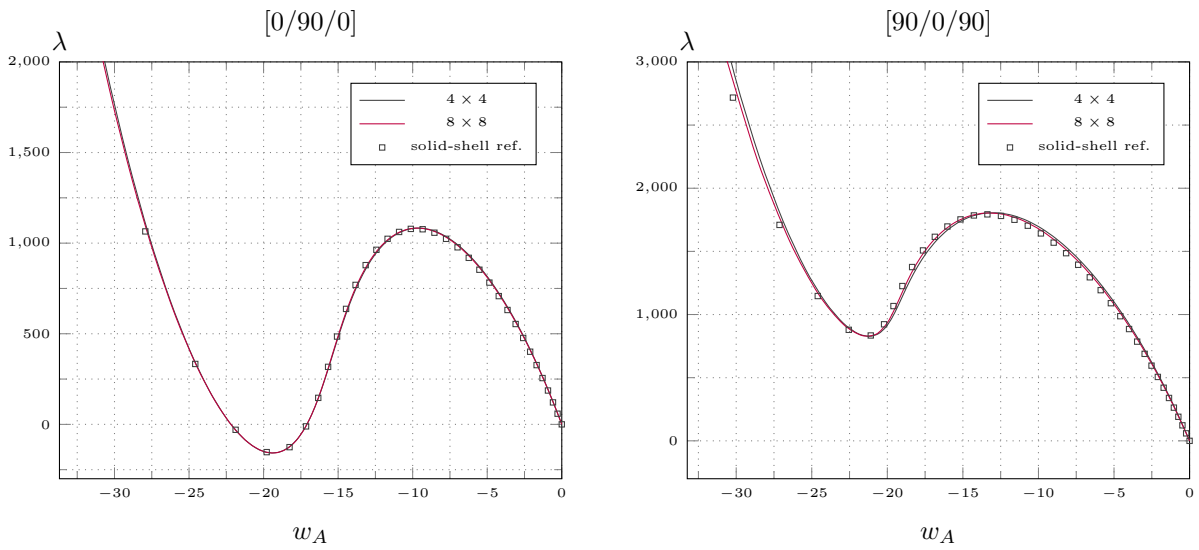 [0/90/0]
λ
2,000
1,500
1,000
500
0
−30
−25
−20
−15
−10
−5
0
w_A
4 × 4
8 × 8
solid-shell ref.
[90/0/90]
λ
3,000
2,000
1,000
0
−30
−25
−20
−15
−10
−5
0
w_A
4 × 4
8 × 8
solid-shell ref.